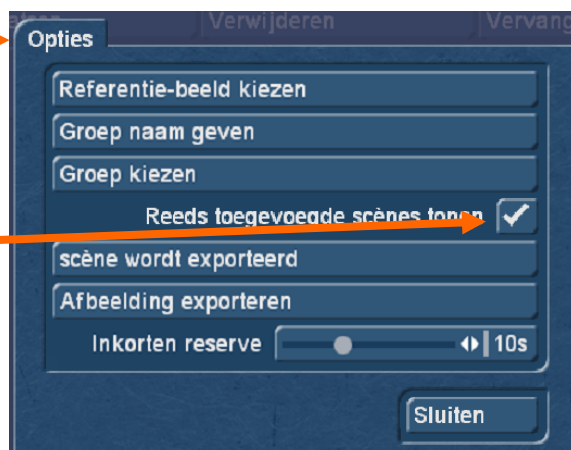 Verwijderen
Opties
Referentie-beeld kiezen
Groep naam geven
Groep kiezen
Reeds toegevoegde scènes tonen
scène wordt exporteerd
Afbeelding exporteren
Inkorten reserve 10s
Sluiten